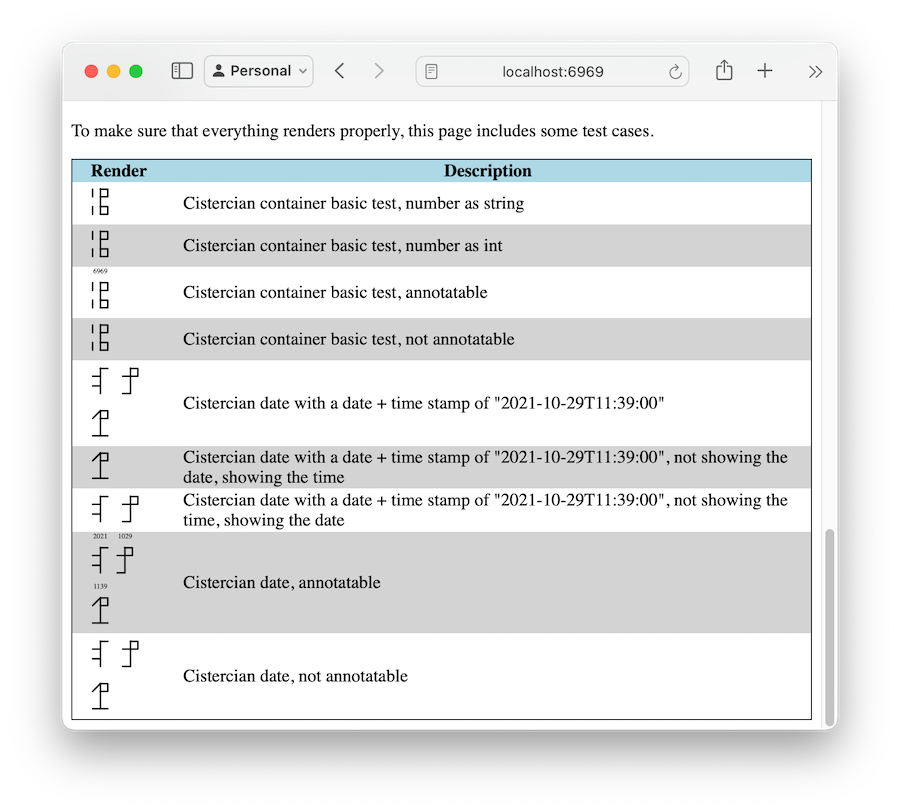 Personal
localhost:6969
To make sure that everything renders properly, this page includes some test cases.
Render Description
Cistercian container basic test, number as string
Cistercian container basic test, number as int
6969
Cistercian container basic test, annotatable
Cistercian container basic test, not annotatable
Cistercian date with a date + time stamp of "2021-10-29T11:39:00"
Cistercian date with a date + time stamp of "2021-10-29T11:39:00", not showing the
date, showing the time
Cistercian date with a date + time stamp of "2021-10-29T11:39:00", not showing the
time, showing the date
2021 1029
1139
Cistercian date, annotatable
Cistercian date, not annotatable